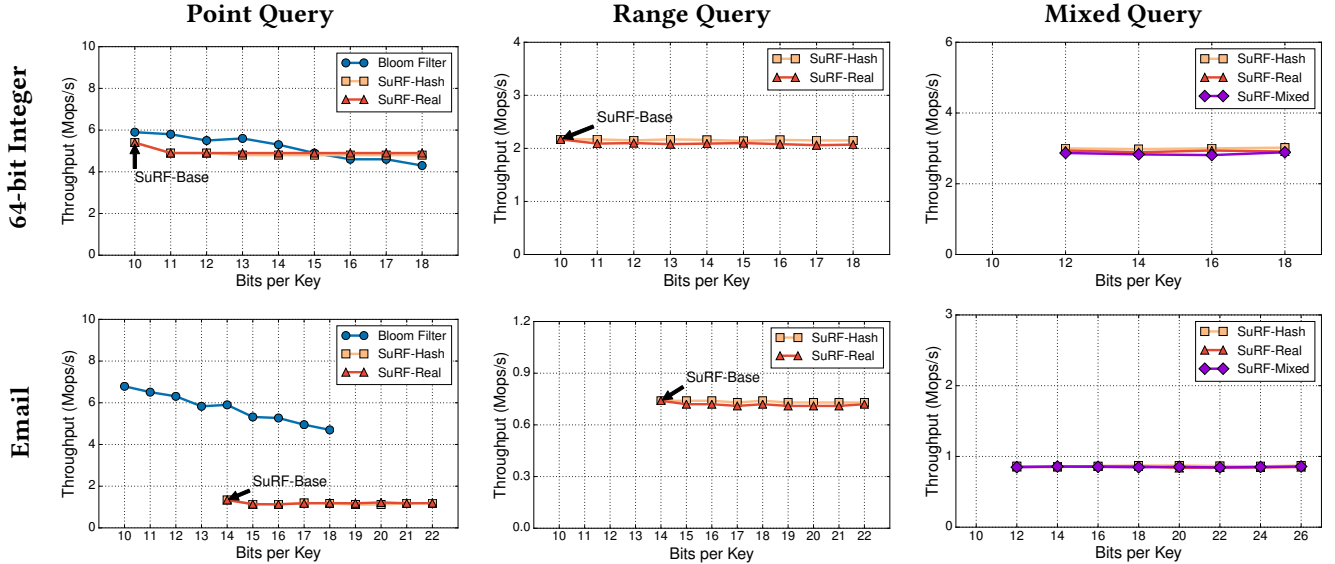 Point Query
Range Query
Mixed Query
64-bit Integer
Throughput (Mops/s)
10
8
6
4
2
0
Bloom Filter
SuRF-Hash
SuRF-Real
SuRF-Base
10 11 12 13 14 15 16 17 18
Bits per Key
Throughput (Mops/s)
4
3
2
1
0
SuRF-Hash
SuRF-Real
SuRF-Base
10 11 12 13 14 15 16 17 18
Bits per Key
Throughput (Mops/s)
6
4
2
0
SuRF-Hash
SuRF-Real
SuRF-Mixed
10 12 14 16 18
Bits per Key
Email
Throughput (Mops/s)
10
8
6
4
2
0
Bloom Filter
SuRF-Hash
SuRF-Real
SuRF-Base
10 11 12 13 14 15 16 17 18 19 20 21 22
Bits per Key
Throughput (Mops/s)
1.2
0.9
0.6
0.3
0.0
SuRF-Hash
SuRF-Real
SuRF-Base
10 11 12 13 14 15 16 17 18 19 20 21 22
Bits per Key
Throughput (Mops/s)
3
2
1
0
SuRF-Hash
SuRF-Real
SuRF-Mixed
10 12 14 16 18 20 22 24 26
Bits per Key